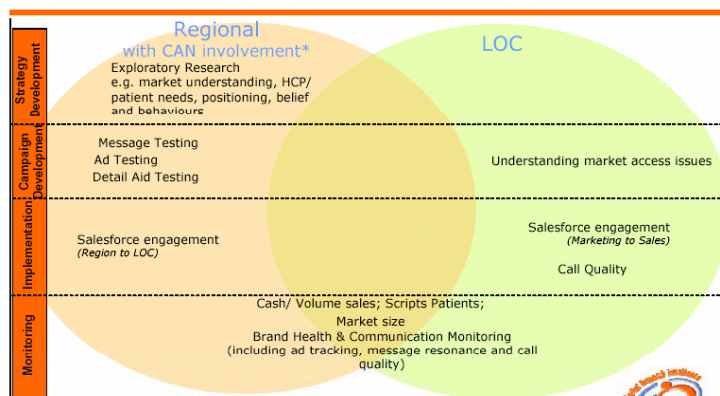 Regional
with CAN involvement*
LOC
Strategy
Development
Exploratory Research
e.g. market understanding, HCP/
patient needs, positioning, belief
and behaviours
Campaign
Development
Message Testing
Ad Testing
Detail Aid Testing
Understanding market access issues
Implementation
Salesforce engagement
(Region to LOC)
Salesforce engagement
(Marketing to Sales)
Call Quality
Monitoring
Cash/ Volume sales; Scripts Patients;
Market size
Brand Health & Communication Monitoring
(including ad tracking, message resonance and call
quality)